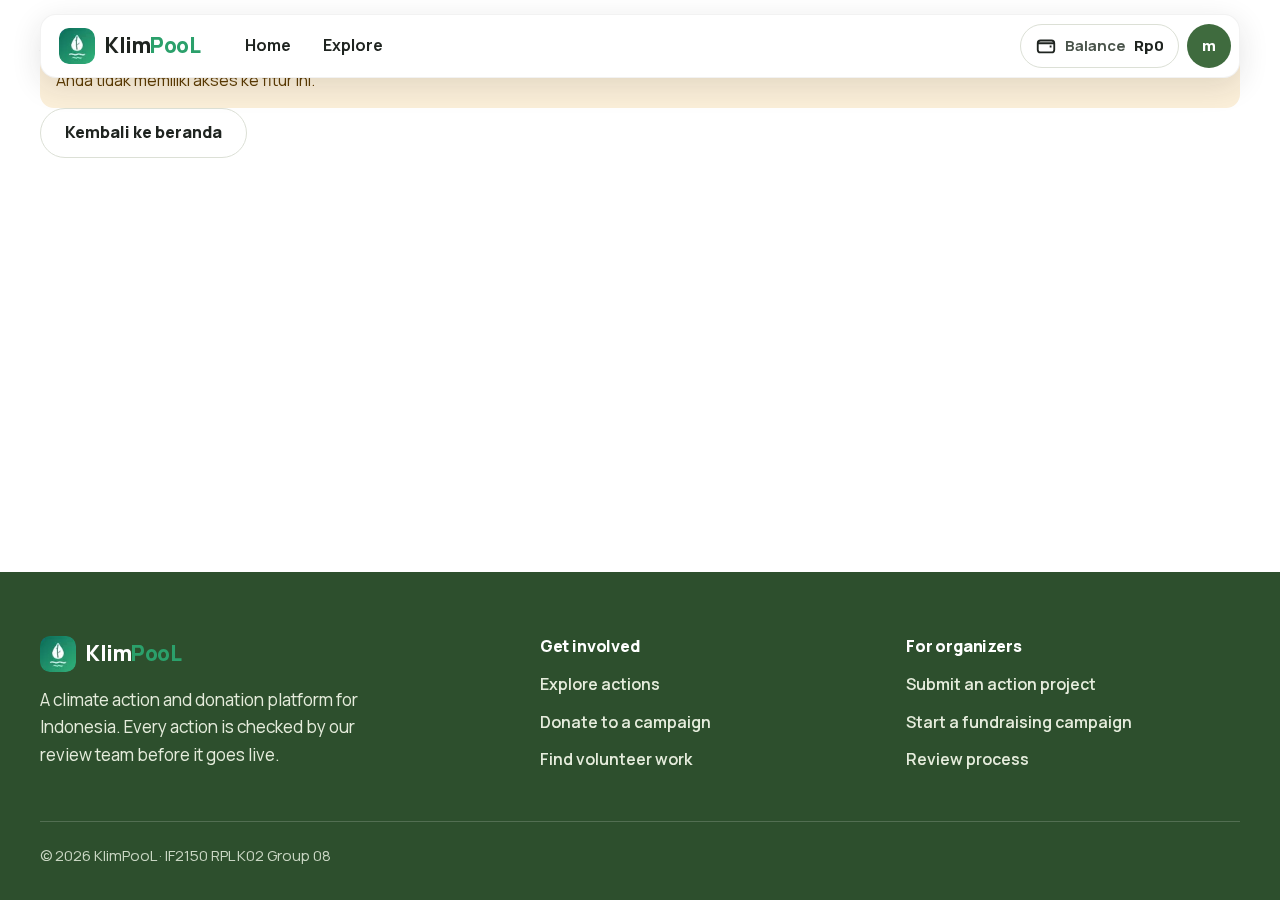 KlimPooL
Home
Explore
Balance Rp0
m
Anda tidak memiliki akses ke fitur ini.
Kembali ke beranda
KlimPooL
A climate action and donation platform for
Indonesia. Every action is checked by our
review team before it goes live.
Get involved
Explore actions
Donate to a campaign
Find volunteer work
For organizers
Submit an action project
Start a fundraising campaign
Review process
© 2026 KlimPooL · IF2150 RPL K02 Group 08